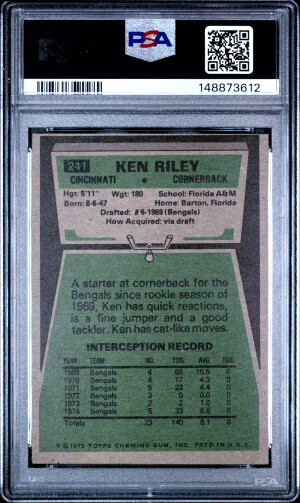 PSA
148873612
241 KEN RILEY
CINCINNATI • CORNERBACK
Hgt: 5'11" Wgt: 180 School: Florida A&M
Born: 8-6-47 Home: Barton, Florida
Drafted: #6-1969 (Bengals)
How Acquired: via draft
A starter at cornerback for the
Bengals since rookie season of
1969, Ken has quick reactions,
is a fine jumper and a good
tackler. Ken has cat-like moves.
INTERCEPTION RECORD
YEAR TEAM NO. YDS. AVG. TDS
1969 Bengals 4 66 16.5 0
1970 Bengals 4 17 4.3 0
1971 Bengals 5 22 4.4 0
1972 Bengals 3 0 0.0 0
1973 Bengals 2 2 1.0 0
1974 Bengals 5 33 6.6 0
Totals 23 140 6.1 0
© 1975 TOPPS CHEWING GUM, INC. PRTD IN U.S.A.
PSA